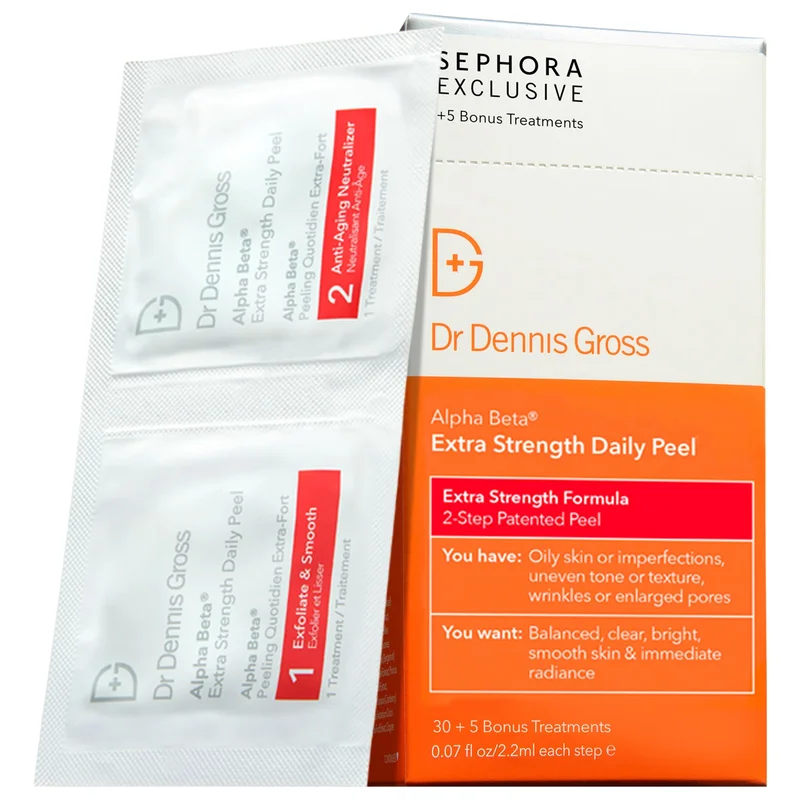 SEPHORA
EXCLUSIVE
+5 Bonus Treatments
Dr Dennis Gross
Alpha Beta®
Extra Strength Daily Peel
Extra Strength Formula
2-Step Patented Peel
You have: Oily skin or imperfections,
uneven tone or texture,
wrinkles or enlarged pores
You want: Balanced, clear, bright,
smooth skin & immediate
radiance
30 + 5 Bonus Treatments
0.07 fl oz/2.2ml each step ℮
Dr Dennis Gross
Alpha Beta®
Extra Strength Daily Peel
Alpha Beta®
Peeling Quotidien Extra-Fort
2 Anti-Aging Neutralizer
Neutralisant Anti-Âge
1 Treatment / Traitement
Dr Dennis Gross
Alpha Beta®
Extra Strength Daily Peel
Alpha Beta®
Peeling Quotidien Extra-Fort
1 Exfoliate & Smooth
Exfolier et Lisser
1 Treatment / Traitement